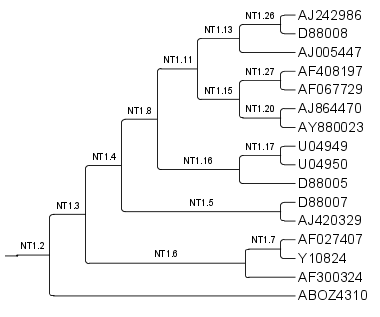 NT1.26 AJ242986
NT1.13 D88008
AJ005447
NT1.11 NT1.27 AF408197
NT1.15 AF067729
NT1.8 NT1.20 AJ864470
AY880023
NT1.17 U04949
NT1.4 NT1.16 U04950
D88005
NT1.3 NT1.5 D88007
AJ420329
NT1.2 NT1.6 NT1.7 AF027407
Y10824
AF300324
ABOZ4310